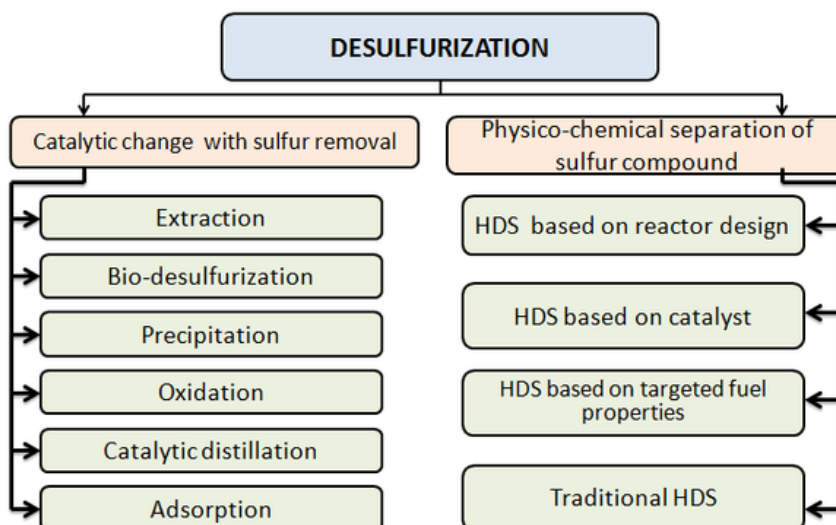 DESULFURIZATION
Catalytic change with sulfur removal
Physico-chemical separation of
sulfur compound
Extraction
Bio-desulfurization
Precipitation
Oxidation
Catalytic distillation
Adsorption
HDS based on reactor design
HDS based on catalyst
HDS based on targeted fuel
properties
Traditional HDS